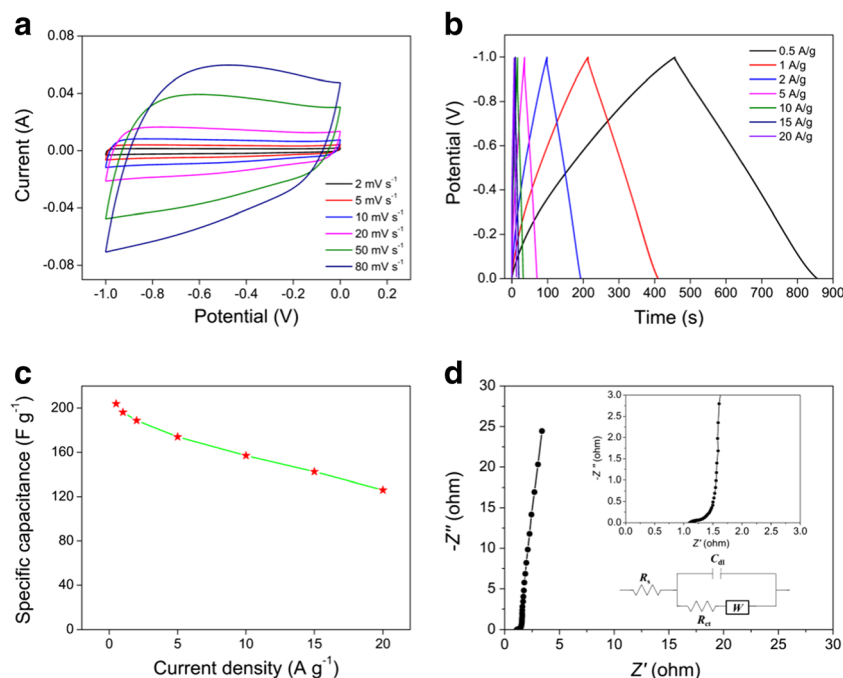 a
0.08
0.04
0.00
-0.04
-0.08
Current (A)
2 mV s⁻¹
5 mV s⁻¹
10 mV s⁻¹
20 mV s⁻¹
50 mV s⁻¹
80 mV s⁻¹
-1.0 -0.8 -0.6 -0.4 -0.2 0.0 0.2
Potential (V)
b
-1.0
-0.8
-0.6
-0.4
-0.2
0.0
Potential (V)
0.5 A/g
1 A/g
2 A/g
5 A/g
10 A/g
15 A/g
20 A/g
0 100 200 300 400 500 600 700 800 900
Time (s)
c
200
160
120
80
40
0
Specific capacitance (F g⁻¹)
0 5 10 15 20
Current density (A g⁻¹)
d
30
25
20
15
10
5
0
-Z″ (ohm)
3.0
2.5
2.0
1.5
1.0
0.5
0.0
-Z″ (ohm)
0.0 0.5 1.0 1.5 2.0 2.5 3.0
Z′ (ohm)
Cdl
Rs
W
Rct
0 5 10 15 20 25 30
Z′ (ohm)